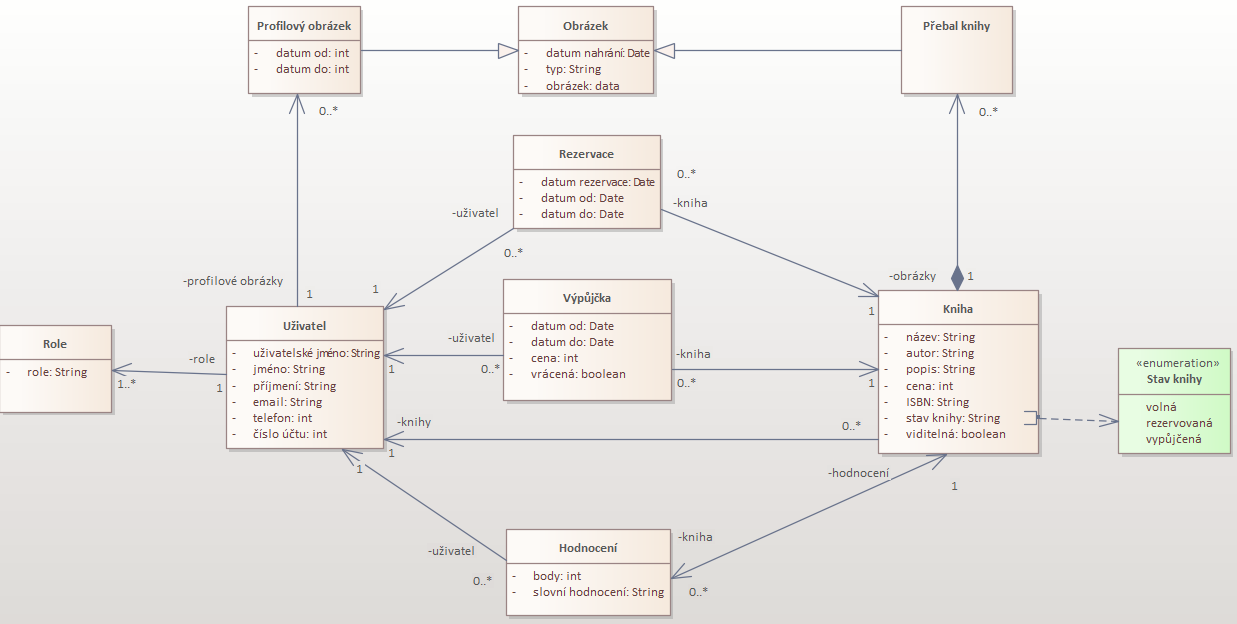 Profilový obrázek
- datum od: int
- datum do: int
Obrázek
- datum nahrání: Date
- typ: String
- obrázek: data
Přebal knihy
0..*
0..*
Rezervace
- datum rezervace: Date
- datum od: Date
- datum do: Date
0..*
-kniha
-uživatel
0..*
-profilové obrázky
1
1
-obrázky
1
1
Výpůjčka
- datum od: Date
- datum do: Date
- cena: int
- vrácená: boolean
-uživatel
0..*
1
-kniha
0..*
1
Uživatel
- uživatelské jméno: String
- jméno: String
- příjmení: String
- email: String
- telefon: int
- číslo účtu: int
Role
- role: String
-role
1..*
1
Kniha
- název: String
- autor: String
- popis: String
- cena: int
- ISBN: String
- stav knihy: String
- viditelná: boolean
«enumeration»
Stav knihy
volná
rezervovaná
vypůjčená
-knihy
0..*
1
1
-hodnocení
1
-uživatel
0..*
-kniha
0..*
Hodnocení
- body: int
- slovní hodnocení: String